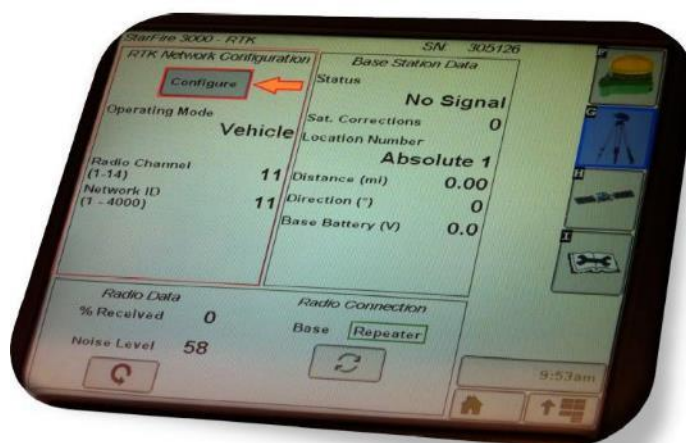 StarFire 3000 - RTK
SN 305126
RTK Network Configuration
Configure
Operating Mode
Vehicle
Radio Channel
(1-14)
11
Network ID
(1 - 4000)
11
Base Station Data
Status
No Signal
Sat. Corrections 0
Location Number
Absolute 1
Distance (mi) 0.00
Direction (°) 0
Base Battery (V) 0.0
Radio Data
% Received 0
Noise Level 58
Radio Connection
Base Repeater
F
G
H
I
9:53am